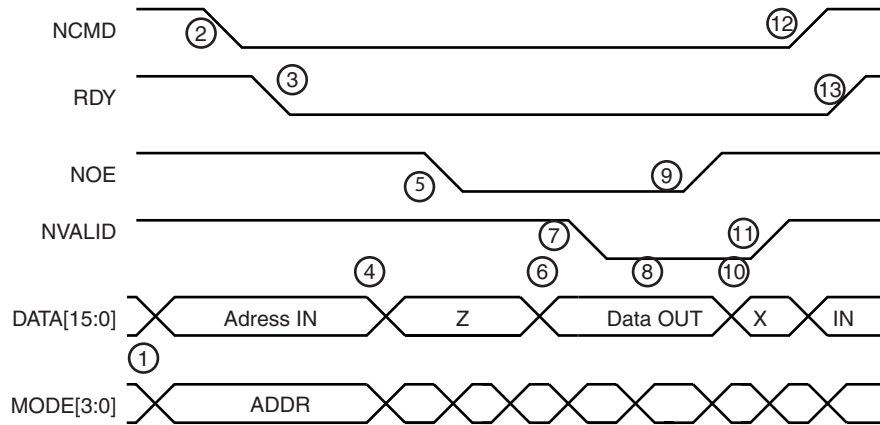 NCMD
2
12
RDY
3
13
NOE
5
9
NVALID
7
11
4
6
8
10
DATA[15:0]
Adress IN
Z
Data OUT
X
IN
1
MODE[3:0]
ADDR